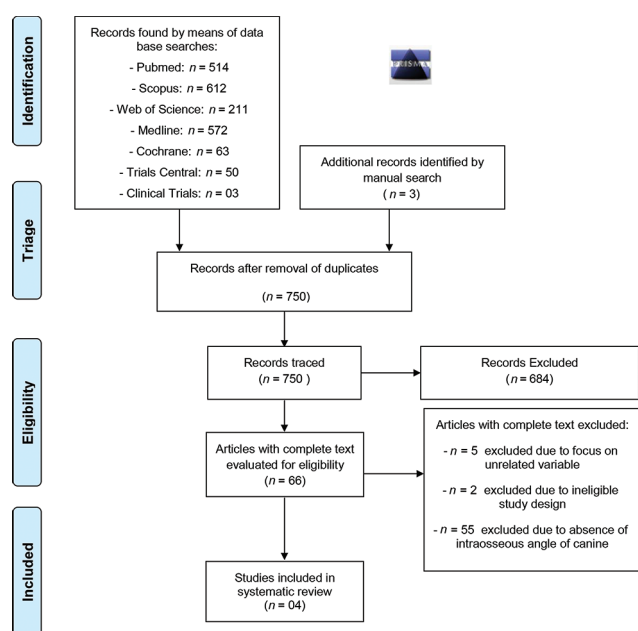 Identification
Records found by means of data
base searches:
- Pubmed: n = 514
- Scopus: n = 612
- Web of Science: n = 211
- Medline: n = 572
- Cochrane: n = 63
- Trials Central: n = 50
- Clinical Trials: n = 03
PRISMA
Additional records identified by
manual search
( n = 3)
Triage
Records after removal of duplicates
(n = 750)
Eligibility
Records traced
(n = 750 )
Records Excluded
(n = 684)
Articles with complete text
evaluated for eligibility
(n = 66)
Articles with complete text excluded:
- n = 5 excluded due to focus on
unrelated variable
- n = 2 excluded due to ineligible
study design
- n = 55 excluded due to absence of
intraosseous angle of canine
Included
Studies included in
systematic review
(n = 04)